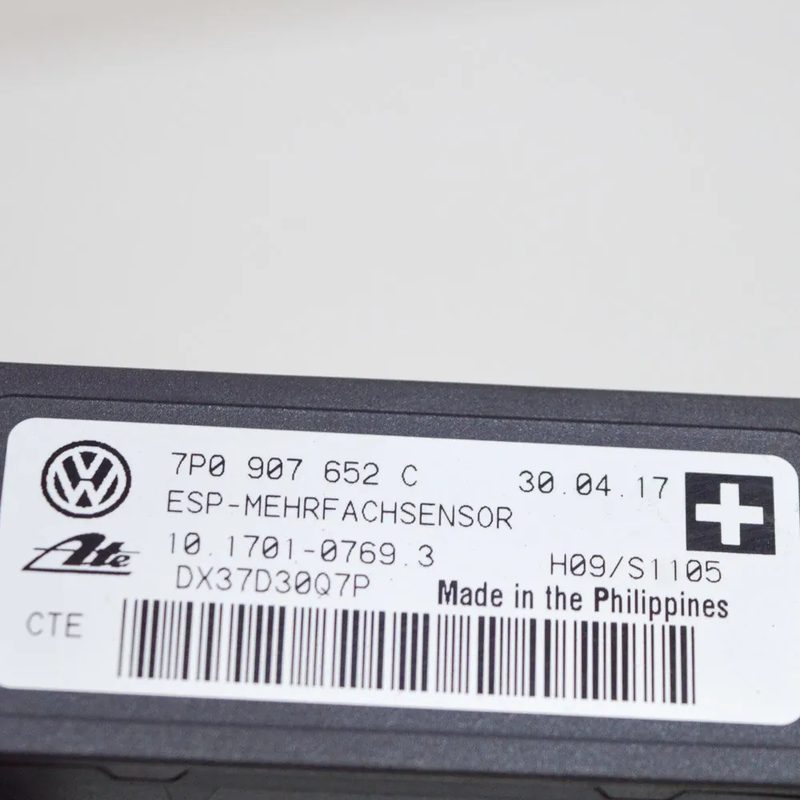 7P0 907 652 C 30.04.17
ESP-MEHRFACHSENSOR
Ate 10.1701-0769.3 H09/S1105
DX37D30Q7P Made in the Philippines
CTE